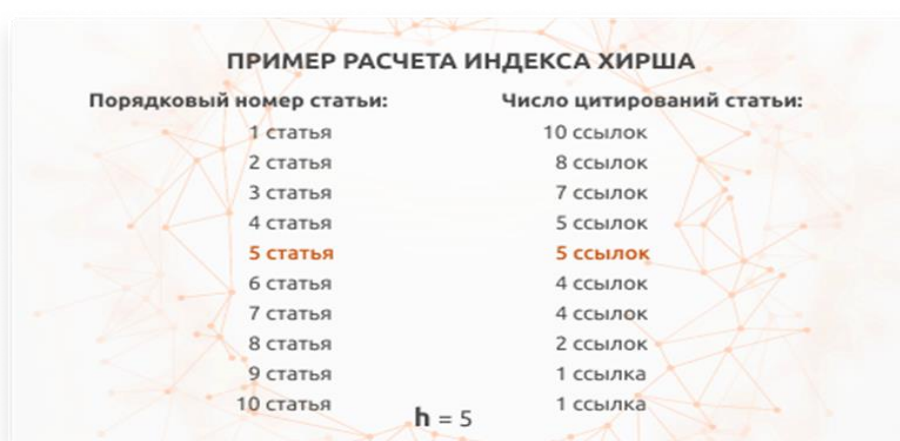 ПРИМЕР РАСЧЕТА ИНДЕКСА ХИРША
Порядковый номер статьи: Число цитирований статьи:
1 статья 10 ссылок
2 статья 8 ссылок
3 статья 7 ссылок
4 статья 5 ссылок
5 статья 5 ссылок
6 статья 4 ссылок
7 статья 4 ссылок
8 статья 2 ссылок
9 статья 1 ссылка
10 статья 1 ссылка
h = 5